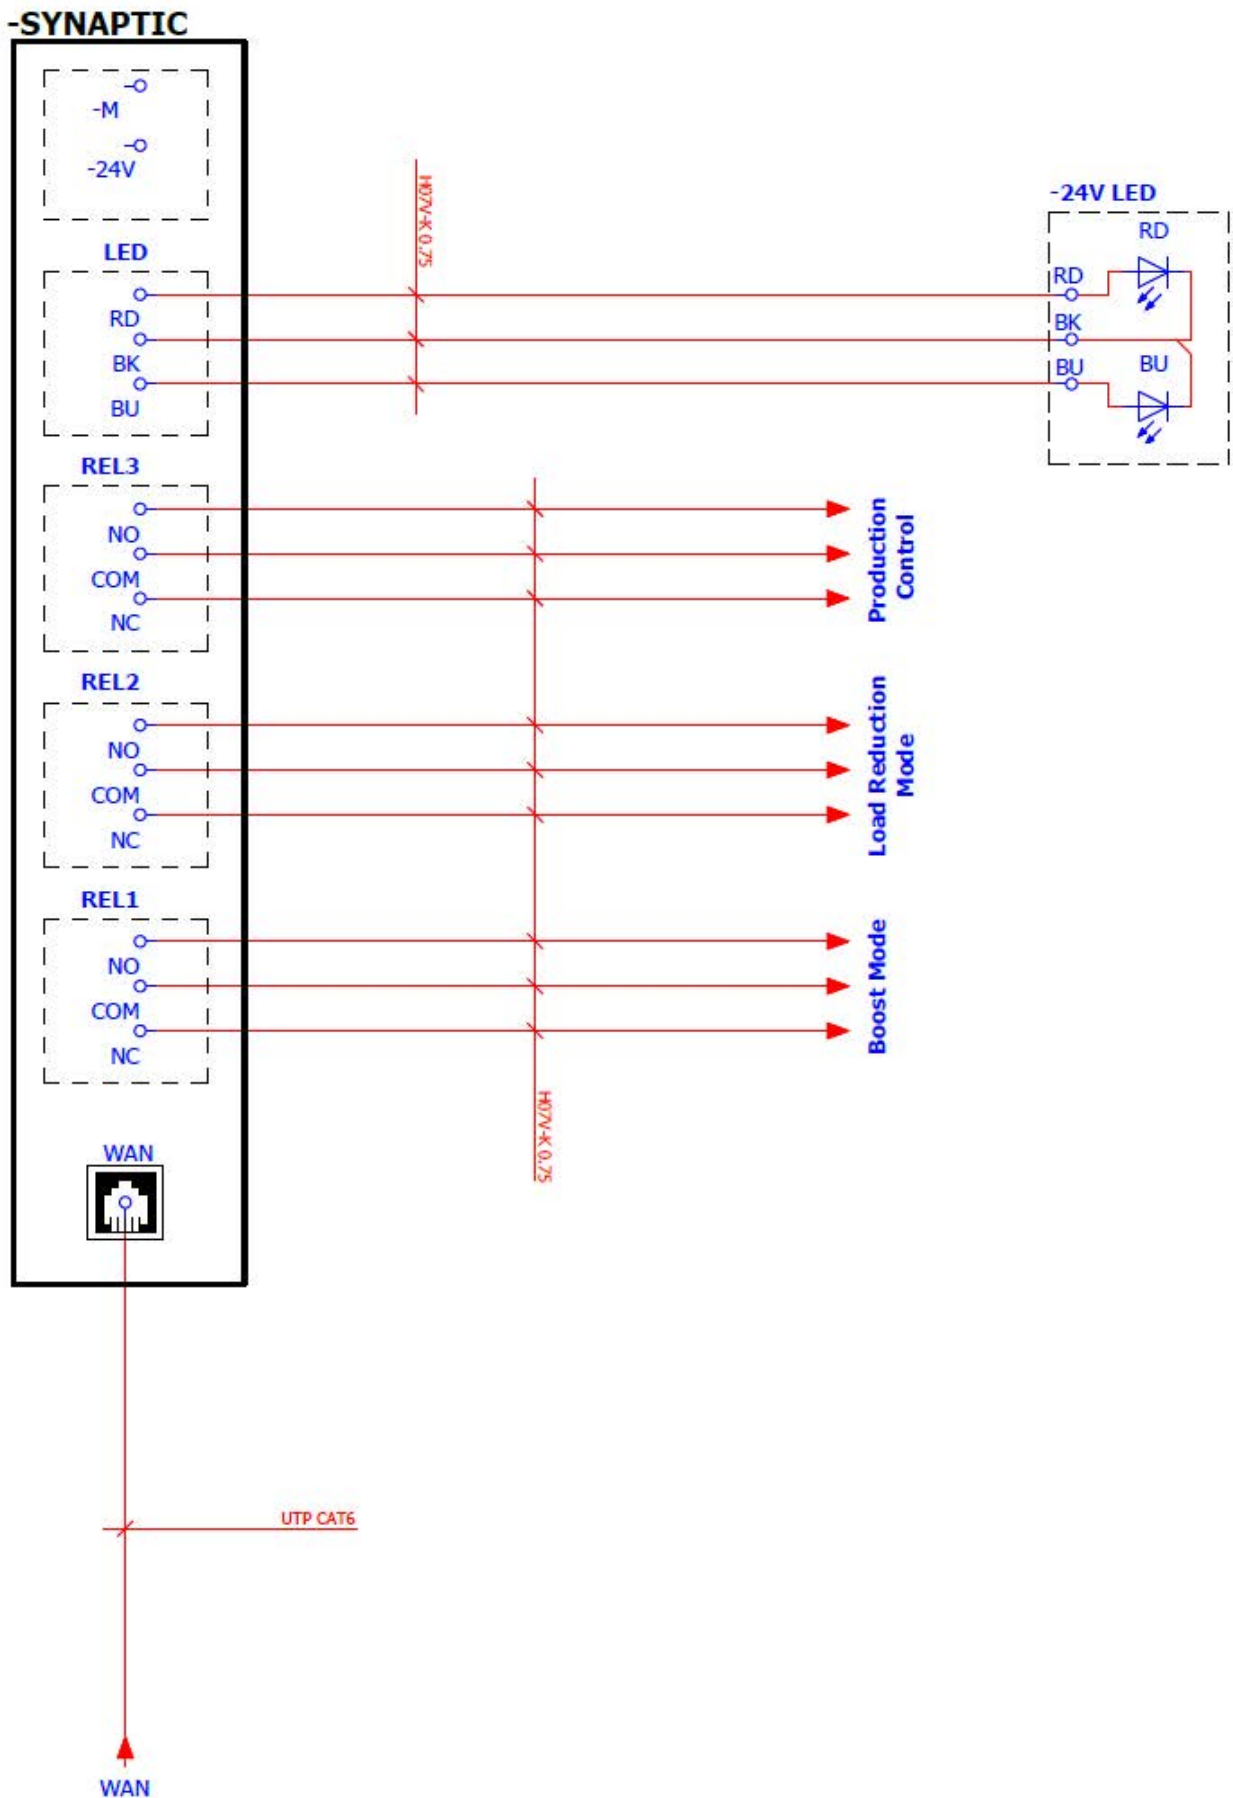 -SYNAPTIC
-M
-24V
LED
RD
BK
BU
H07V-K 0.75
-24V LED
RD
RD
BK
BU
BU
REL3
NO
COM
NC
Production
Control
REL2
NO
COM
NC
Load Reduction
Mode
REL1
NO
COM
NC
Boost Mode
H07V-K 0.75
WAN
UTP CAT6
WAN